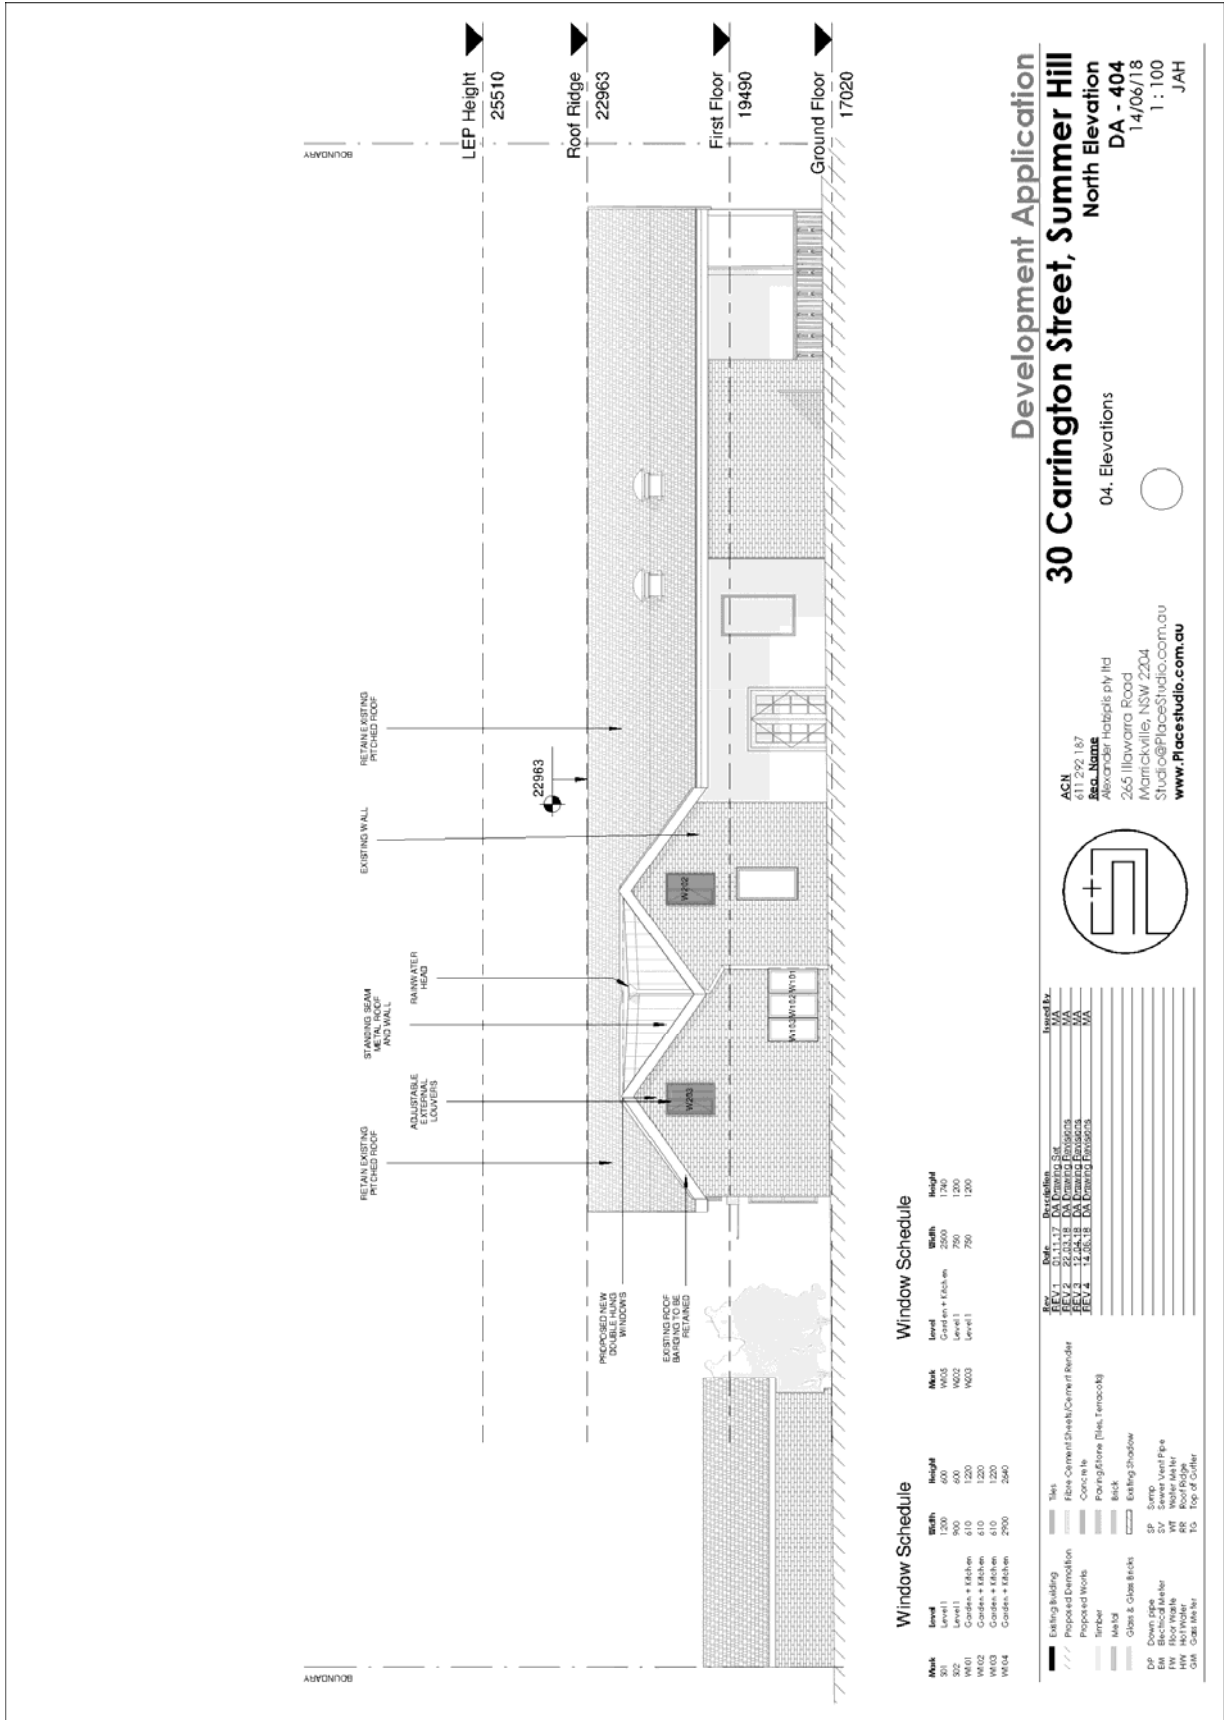 BOUNDARY
BOUNDARY
LEP Height
25510
Roof Ridge
22963
First Floor
19490
Ground Floor
17020
RETAIN EXISTING
PITCHED ROOF
ADJUSTABLE
EXTERNAL
LOUVERS
STANDING SEAM
METAL ROOF
AND WALL
RAINWATER
HEAD
EXISTING WALL
RETAIN EXISTING
PITCHED ROOF
22963
PROPOSED NEW
DOUBLE HUNG
WINDOWS
EXISTING ROOF
BARGING TO BE
RETAINED
W203
W202
W103 W102 W101
Window Schedule
Mark Level Width Height
S01 Level 1 1200 600
S02 Level 1 900 600
W101 Garden + Kitchen 610 1220
W102 Garden + Kitchen 610 1220
W103 Garden + Kitchen 610 1220
W104 Garden + Kitchen 2900 2640
Window Schedule
Mark Level Width Height
W105 Garden + Kitchen 2500 1740
W202 Level 1 750 1200
W203 Level 1 750 1200
Development Application
Existing Building
Proposed Demolition
Proposed Works
Timber
Metal
Glass & Glass Bricks
Tiles
Fibre Cement Sheets/Cement Render
Concrete
Paving/Stone (Tiles, Terracota)
Brick
Existing Shadow
DP Down pipe
EM Electrical Meter
FW Floor Waste
HW Hot Water
GM Gas Meter
SP Sump
SV Sewer Vent Pipe
WT Water Meter
RR Roof Ridge
TG Top of Gutter
Rev Date Description Issued By
REV 1 01.11.17 DA Drawing Set MA
REV 2 22.03.18 DA Drawing Revisions MA
REV 3 12.04.18 DA Drawing Revisions MA
REV 4 14.06.18 DA Drawing Revisions MA
ACN
611 292 187
Reg. Name
Alexander Hatziplis pty ltd
265 Illawarra Road
Marrickville, NSW 2204
Studio@PlaceStudio.com.au
www.Placestudio.com.au
30 Carrington Street, Summer Hill
04. Elevations
North Elevation
DA - 404
14/06/18
1 : 100
JAH